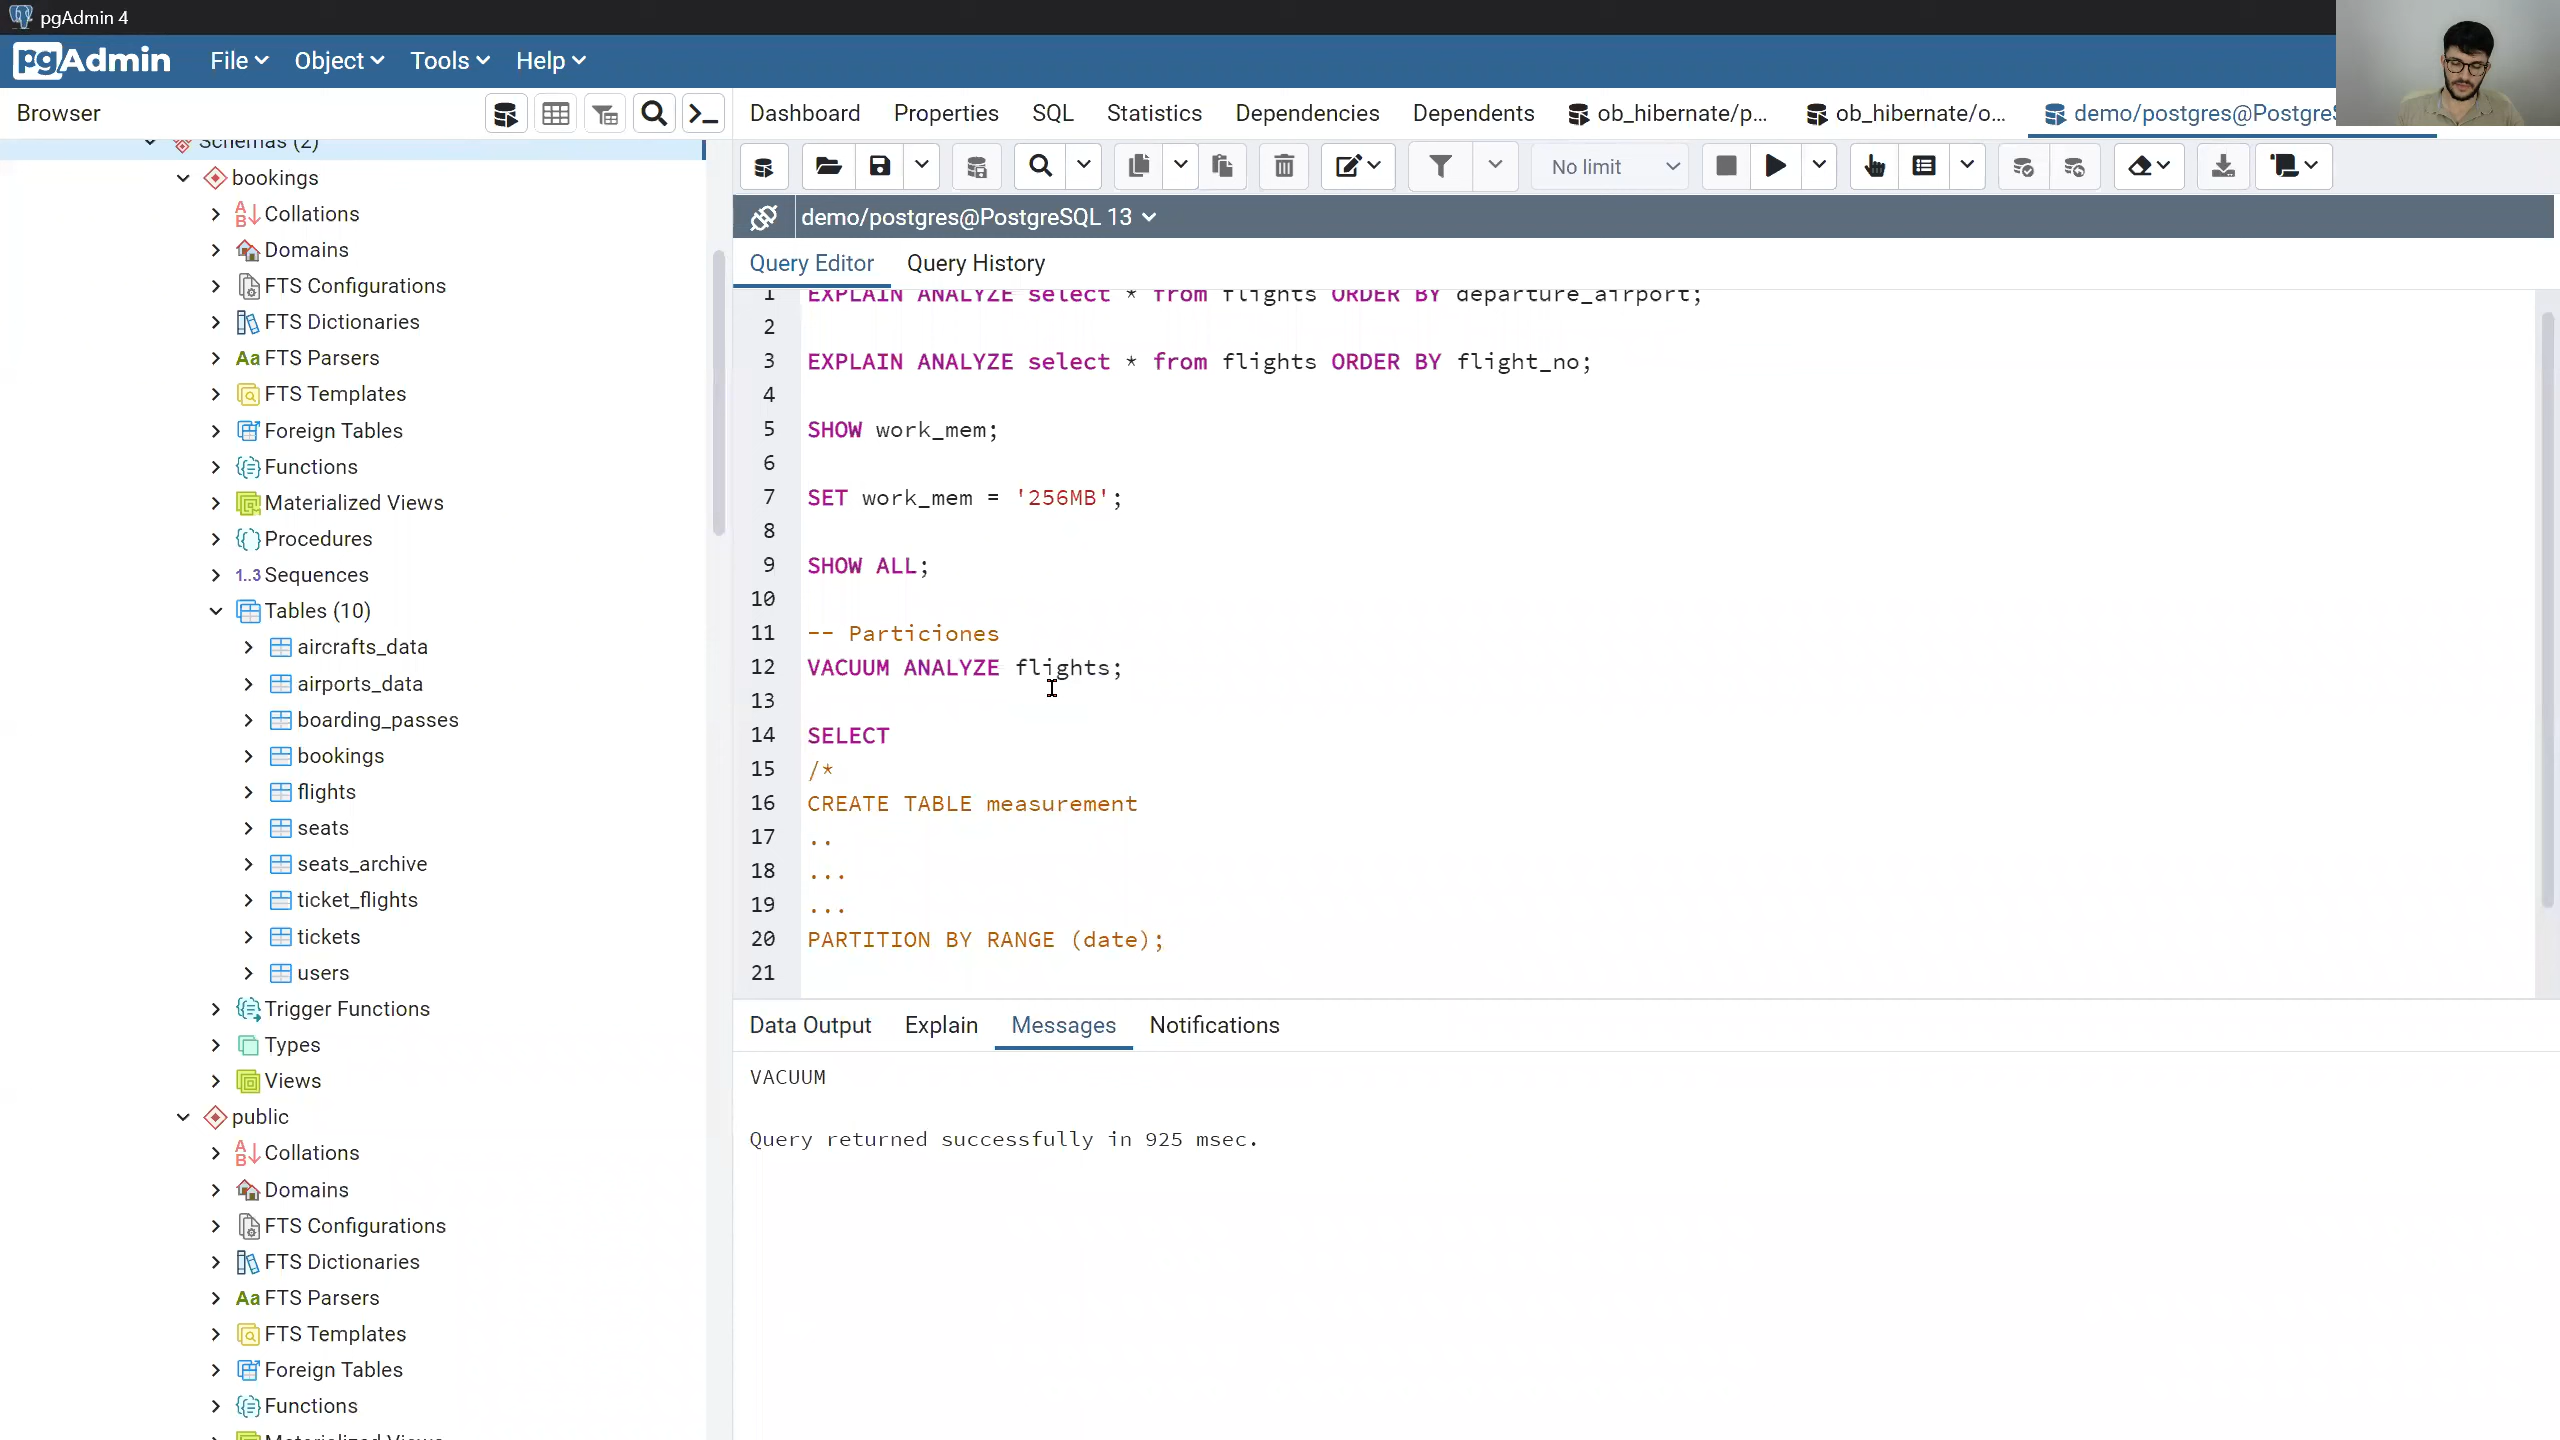 pgAdmin 4
pgAdmin File Object Tools Help
Browser
Dashboard Properties SQL Statistics Dependencies Dependents ob_hibernate/p... ob_hibernate/o... demo/postgres@PostgreS
Schemas (2)
bookings
Collations
Domains
FTS Configurations
FTS Dictionaries
Aa FTS Parsers
FTS Templates
Foreign Tables
Functions
Materialized Views
Procedures
1..3 Sequences
Tables (10)
aircrafts_data
airports_data
boarding_passes
bookings
flights
seats
seats_archive
ticket_flights
tickets
users
Trigger Functions
Types
Views
public
Collations
Domains
FTS Configurations
FTS Dictionaries
Aa FTS Parsers
FTS Templates
Foreign Tables
Functions
Materialized Views
No limit
demo/postgres@PostgreSQL 13
Query Editor Query History
1 EXPLAIN ANALYZE select * from flights ORDER BY departure_airport;
2
3 EXPLAIN ANALYZE select * from flights ORDER BY flight_no;
4
5 SHOW work_mem;
6
7 SET work_mem = '256MB';
8
9 SHOW ALL;
10
11 -- Particiones
12 VACUUM ANALYZE flights;
13
14 SELECT
15 /*
16 CREATE TABLE measurement
17 ..
18 ...
19 ...
20 PARTITION BY RANGE (date);
21
Data Output Explain Messages Notifications
VACUUM
Query returned successfully in 925 msec.